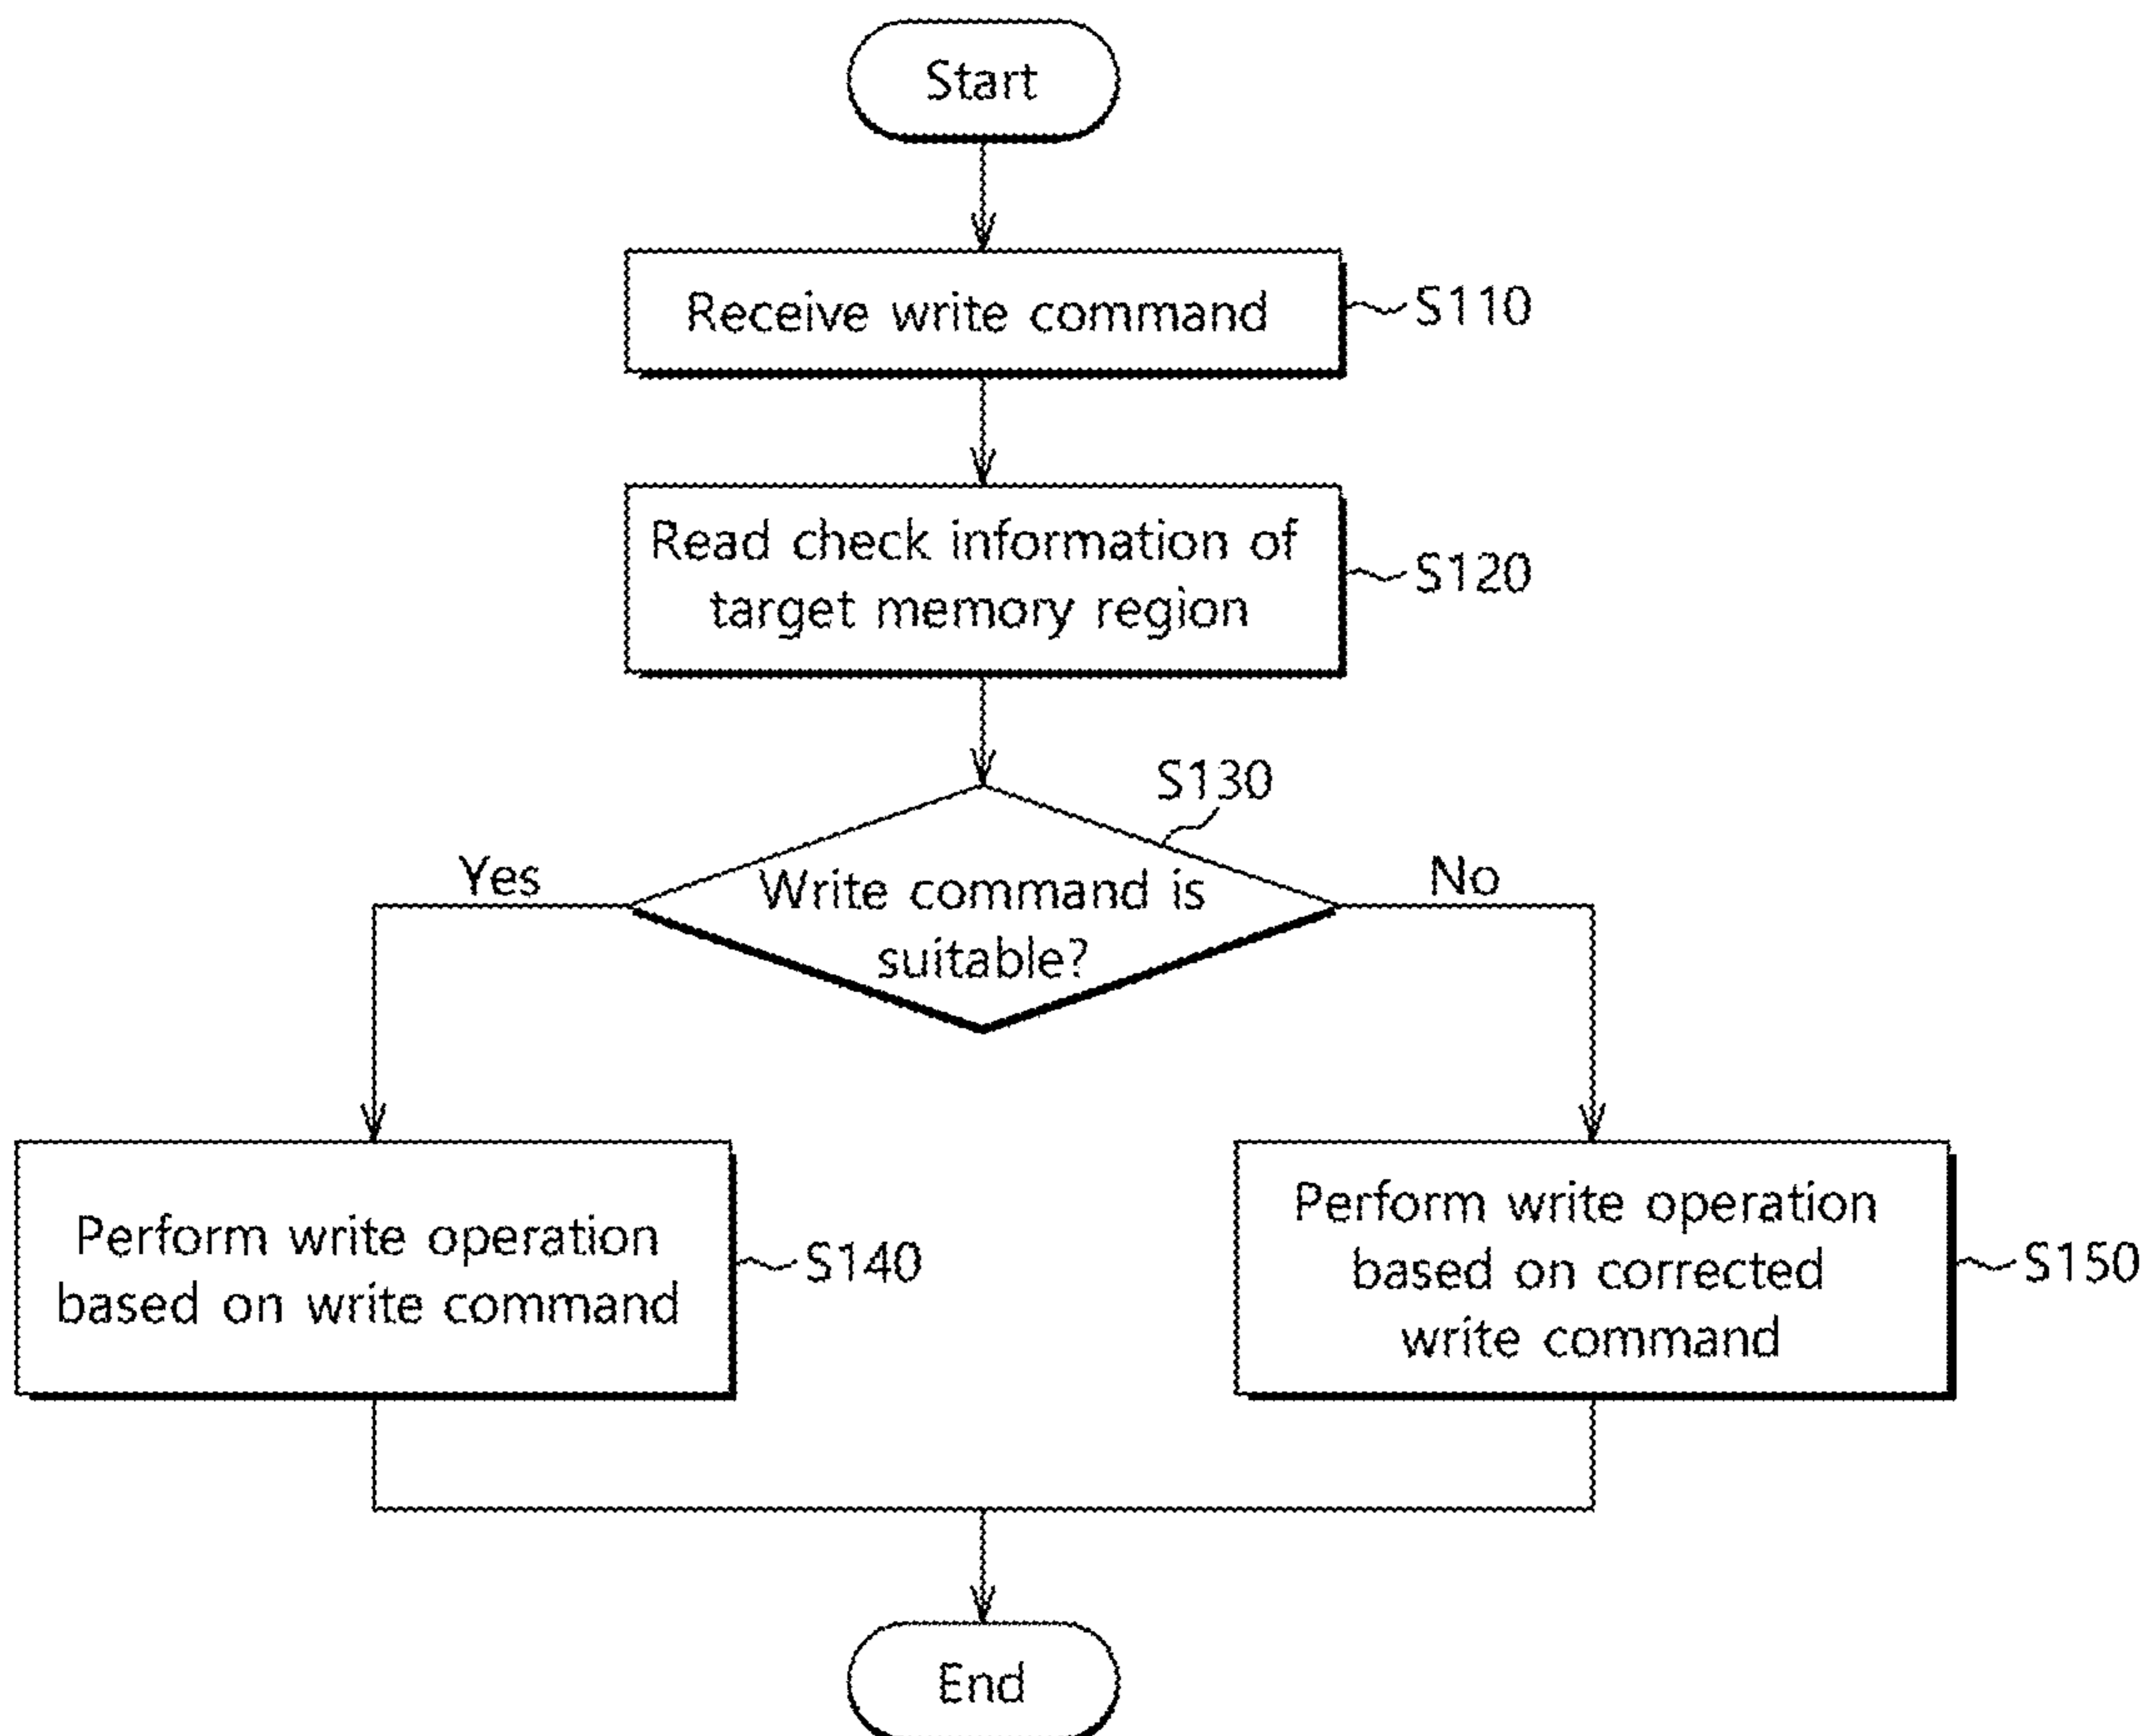 Start
Receive write command
S110
Read check information of
target memory region
S120
S130
Write command is
suitable?
Yes
No
Perform write operation
based on write command
S140
Perform write operation
based on corrected
write command
S150
End